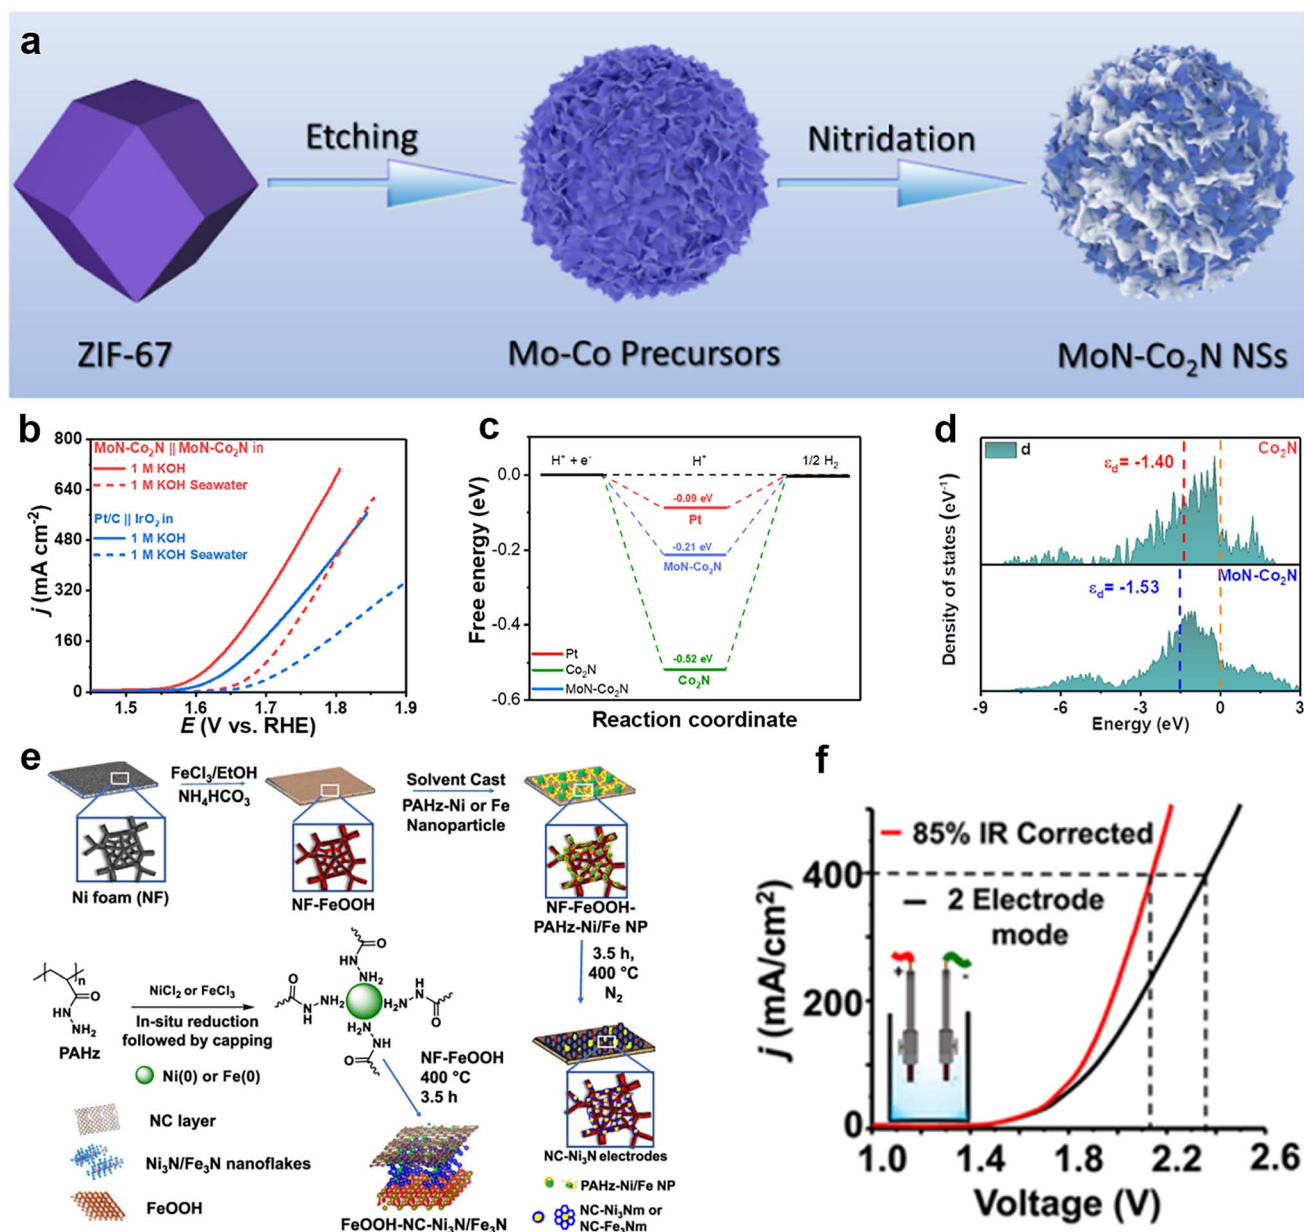 a
Etching
Nitridation
ZIF-67
Mo-Co Precursors
MoN-Co₂N NSs
b
800
640
480
320
160
0
j (mA cm⁻²)
MoN-Co₂N || MoN-Co₂N in
1 M KOH
1 M KOH Seawater
Pt/C || IrO₂ in
1 M KOH
1 M KOH Seawater
1.5
1.6
1.7
1.8
1.9
E (V vs. RHE)
c
H⁺ + e⁻
H*
1/2 H₂
0.0
-0.2
-0.4
-0.6
Free energy (eV)
-0.09 eV
Pt
-0.21 eV
MoN-Co₂N
-0.52 eV
Co₂N
Pt
Co₂N
MoN-Co₂N
Reaction coordinate
d
d
εd= -1.40
Co₂N
εd= -1.53
MoN-Co₂N
Density of states (eV⁻¹)
-9
-6
-3
0
3
Energy (eV)
e
FeCl₃/EtOH
NH₄HCO₃
Solvent Cast
PAHz-Ni or Fe
Nanoparticle
Ni foam (NF)
NF-FeOOH
NF-FeOOH-
PAHz-Ni/Fe NP
3.5 h,
400 °C
N₂
n
O
HN
NH₂
PAHz
NiCl₂ or FeCl₃
In-situ reduction
followed by capping
Ni(0) or Fe(0)
O
HN
NH₂
O
N
H
NH₂
H₂N
H
N
O
H₂N
NH
O
NF-FeOOH
400 °C
3.5 h
NC layer
Ni₃N/Fe₃N nanoflakes
FeOOH
FeOOH-NC-Ni₃N/Fe₃N
NC-Ni₃N electrodes
PAHz-Ni/Fe NP
NC-Ni₃Nm or
NC-Fe₃Nm
f
85% IR Corrected
2 Electrode
mode
+
-
400
200
0
j (mA/cm²)
1.0
1.4
1.8
2.2
2.6
Voltage (V)